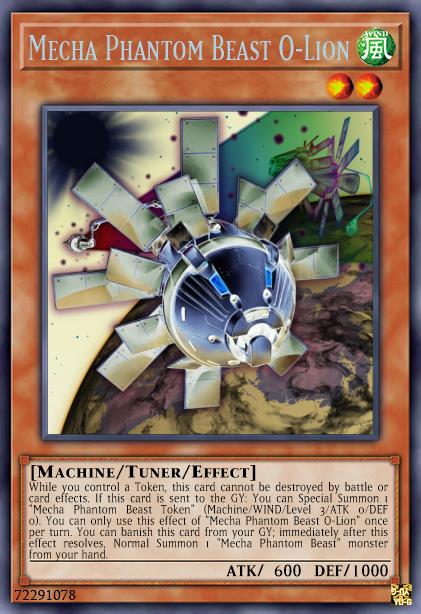 MECHA PHANTOM BEAST O-LION
WIND
風
[MACHINE/TUNER/EFFECT]
While you control a Token, this card cannot be destroyed by battle or
card effects. If this card is sent to the GY: You can Special Summon 1
"Mecha Phantom Beast Token" (Machine/WIND/Level 3/ATK 0/DEF
0). You can only use this effect of "Mecha Phantom Beast O-Lion" once
per turn. You can banish this card from your GY; immediately after this
effect resolves, Normal Summon 1 "Mecha Phantom Beast" monster
from your hand.
ATK/ 600 DEF/1000
72291078